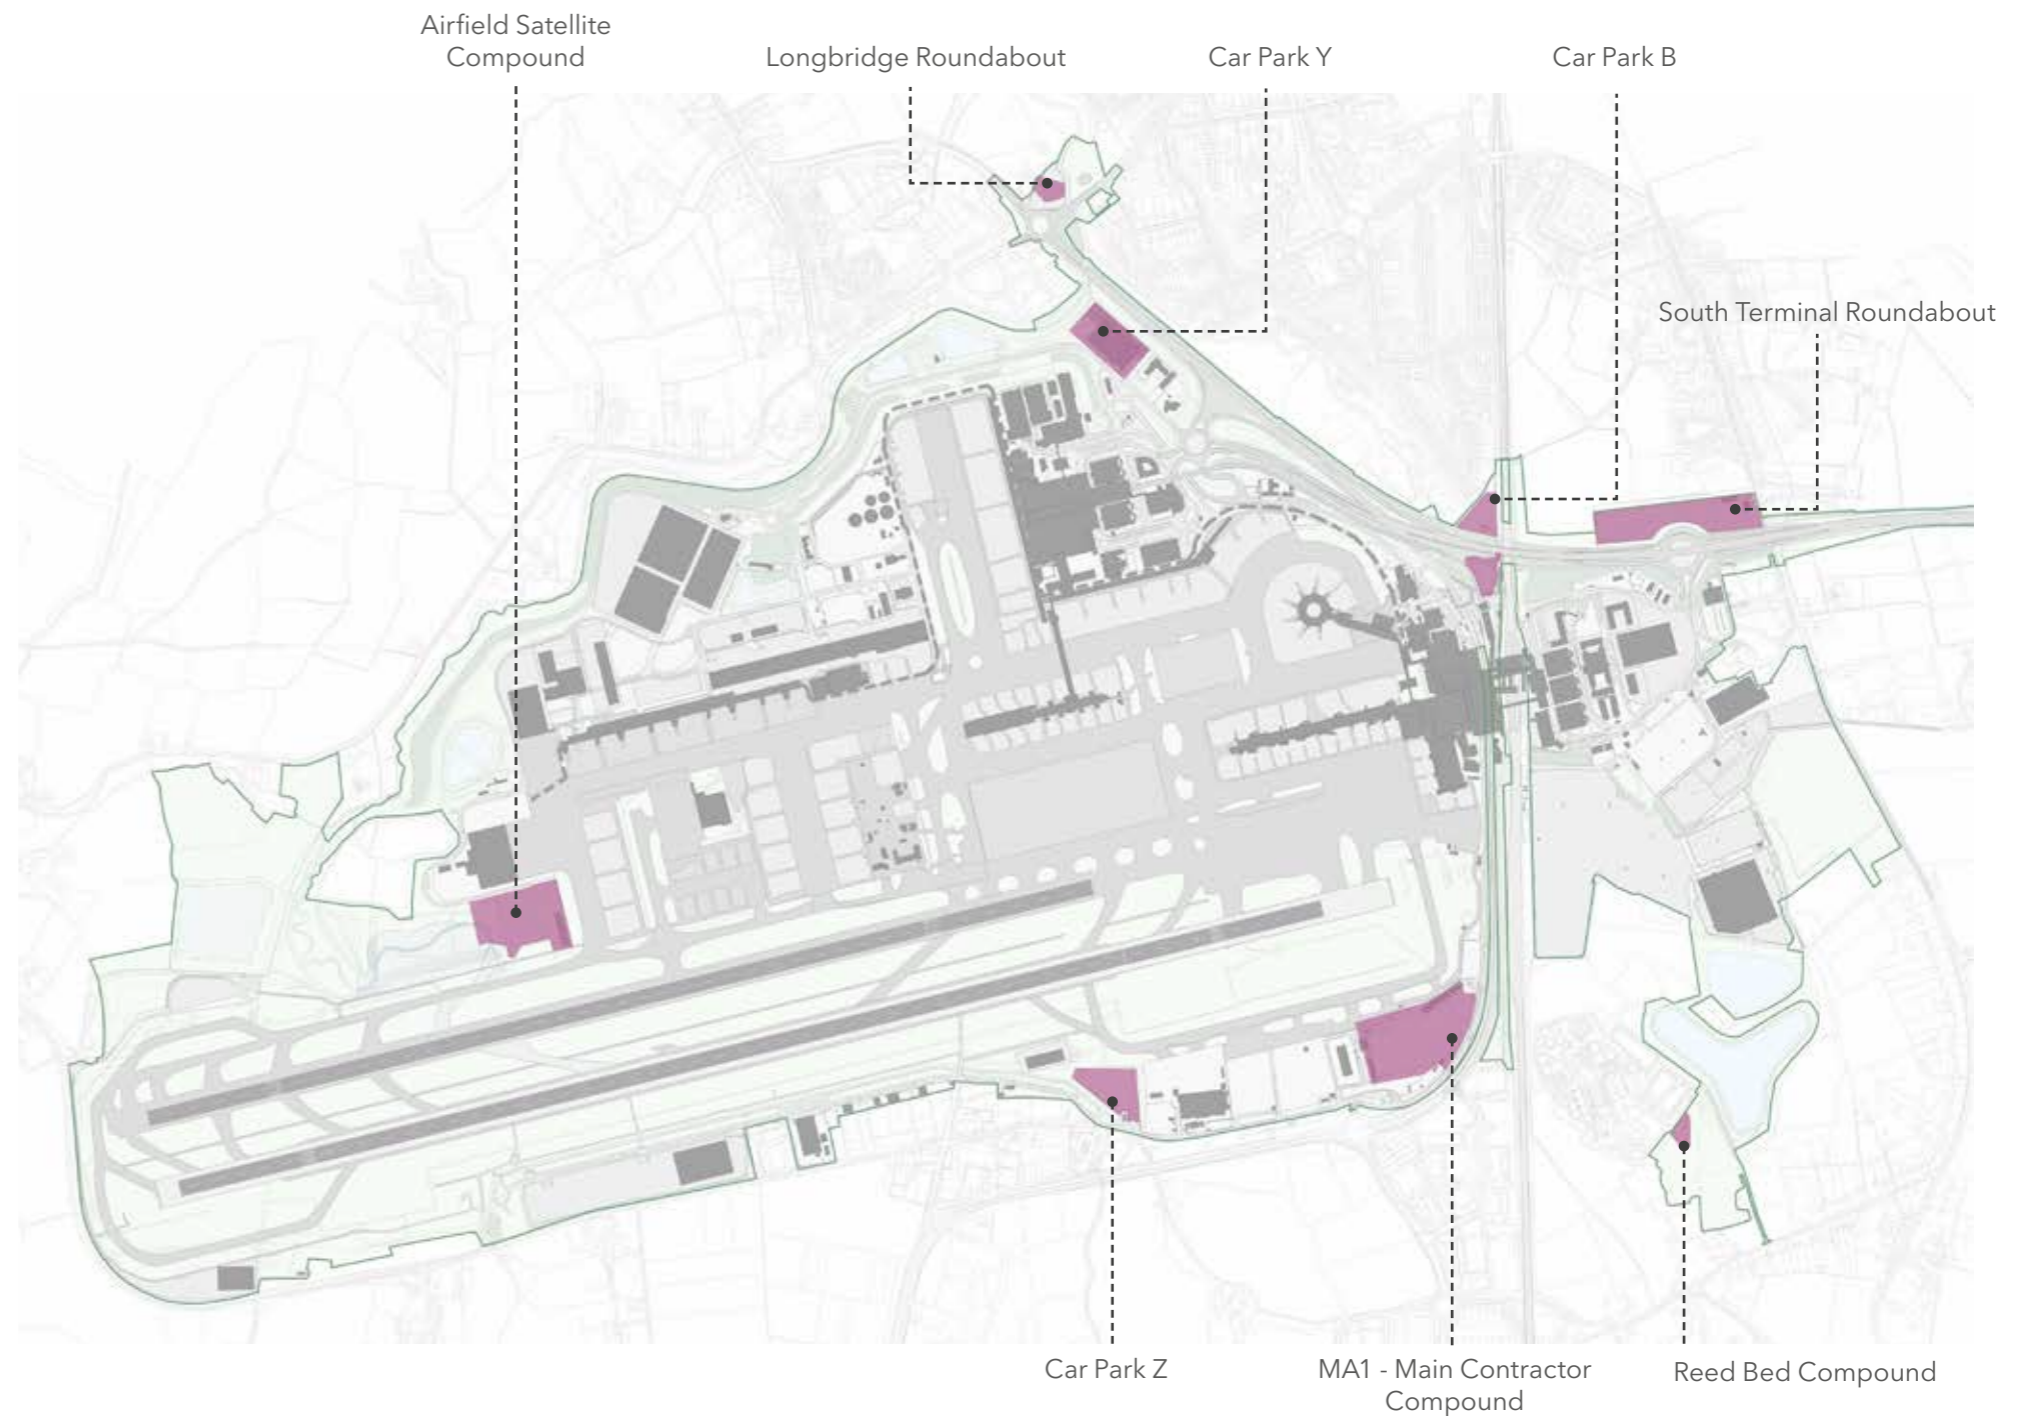 Airfield Satellite
Compound
Longbridge Roundabout
Car Park Y
Car Park B
South Terminal Roundabout
Car Park Z
MA1 - Main Contractor
Compound
Reed Bed Compound